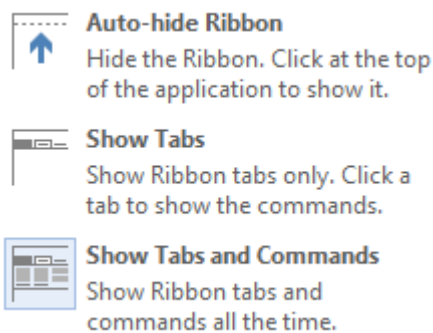 Auto-hide Ribbon
Hide the Ribbon. Click at the top
of the application to show it.
Show Tabs
Show Ribbon tabs only. Click a
tab to show the commands.
Show Tabs and Commands
Show Ribbon tabs and
commands all the time.